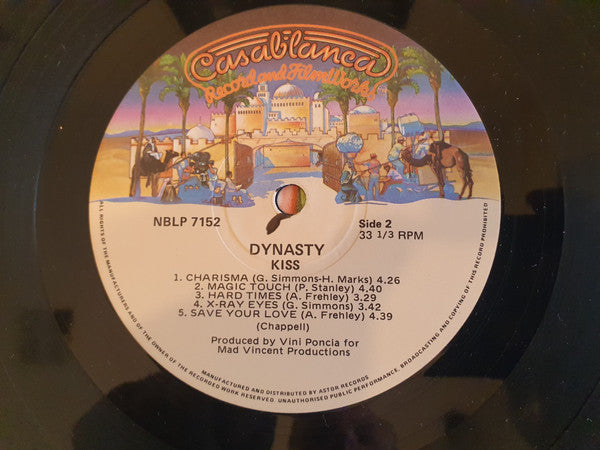 Casablanca
Record and FilmWorks
NBLP 7152
Side 2
33 1/3 RPM
DYNASTY
KISS
1. CHARISMA (G. Simmons-H. Marks) 4.26
2. MAGIC TOUCH (P. Stanley) 4.40
3. HARD TIMES (A. Frehley) 3.29
4. X-RAY EYES (G. Simmons) 3.42
5. SAVE YOUR LOVE (A. Frehley) 4.39
(Chappell)
Produced by Vini Poncia for
Mad Vincent Productions
MANUFACTURED AND DISTRIBUTED BY ASTOR RECORDS
ALL RIGHTS OF THE MANUFACTURERS AND OF THE OWNER OF THE RECORDED WORK RESERVED. UNAUTHORISED PUBLIC PERFORMANCE, BROADCASTING AND COPYING OF THIS RECORD PROHIBITED